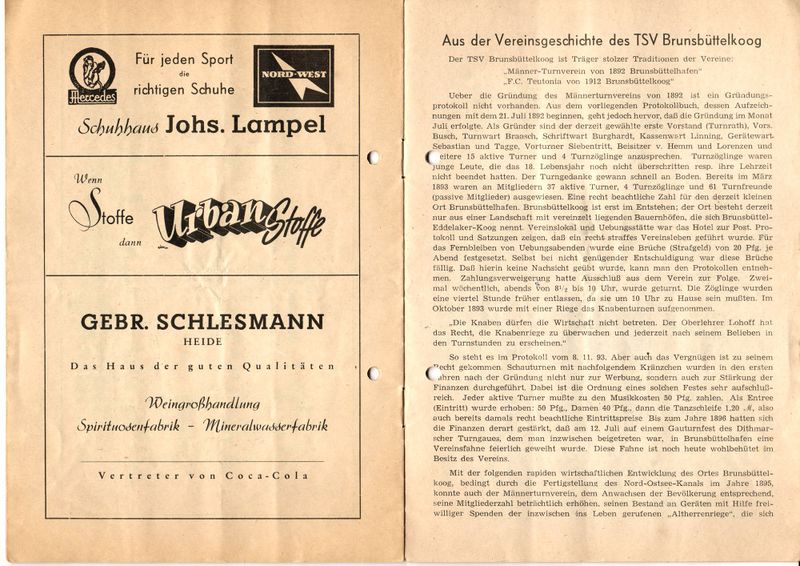 Mercedes
Für jeden Sport
die
richtigen Schuhe
NORD-WEST
Schuhhaus Johs. Lampel
Wenn
Stoffe
dann
Urban Stoffe
GEBR. SCHLESMANN
HEIDE
Das Haus der guten Qualitäten
Weingroßhandlung
Spirituosenfabrik – Mineralwasserfabrik
Vertreter von Coca-Cola
Aus der Vereinsgeschichte des TSV Brunsbüttelkoog
Der TSV Brunsbüttelkoog ist Träger stolzer Traditionen der Vereine:
„Männer-Turnverein von 1892 Brunsbüttelhafen“
„F.C. Teutonia von 1912 Brunsbüttelkoog“
Ueber die Gründung des Männerturnvereins von 1892 ist ein Gründungs-
protokoll nicht vorhanden. Aus dem vorliegenden Protokollbuch, dessen Aufzeich-
nungen mit dem 21. Juli 1892 beginnen, geht jedoch hervor, daß die Gründung im Monat
Juli erfolgte. Als Gründer sind der derzeit gewählte erste Vorstand (Turnrath), Vors.
Busch, Turnwart Braasch, Schriftwart Burghardt, Kassenwart Linning, Gerätewart-
Sebastian und Tagge, Vorturner Siebentritt, Beisitzer v. Hemm und Lorenzen und
eitere 15 aktive Turner und 4 Turnzöglinge anzusprechen. Turnzöglinge waren
junge Leute, die das 18. Lebensjahr noch nicht überschritten resp. ihre Lehrzeit
nicht beendet hatten. Der Turngedanke gewann schnell an Boden. Bereits im März
1893 waren an Mitgliedern 37 aktive Turner, 4 Turnzöglinge und 61 Turnfreunde
(passive Mitglieder) ausgewiesen. Eine recht beachtliche Zahl für den derzeit kleinen
Ort Brunsbüttelhafen. Brunsbüttelkoog ist erst im Entstehen; der Ort besteht derzeit
nur aus einer Landschaft mit vereinzelt liegenden Bauernhöfen, die sich Brunsbüttel-
Eddelaker-Koog nennt. Vereinslokal und Uebungsstätte war das Hotel zur Post. Pro-
tokoll und Satzungen zeigen, daß ein recht straffes Vereinsleben geführt wurde. Für
das Fernbleiben von Uebungsabenden wurde eine Brüche (Strafgeld) von 20 Pfg. je
Abend festgesetzt. Selbst bei nicht genügender Entschuldigung war diese Brüche
fällig. Daß hierin keine Nachsicht geübt wurde, kann man den Protokollen entneh-
men. Zahlungsverweigerung hatte Ausschluß aus dem Verein zur Folge. Zwei-
mal wöchentlich, abends von 8½ bis 10 Uhr, wurde geturnt. Die Zöglinge wurden
eine viertel Stunde früher entlassen, da sie um 10 Uhr zu Hause sein mußten. Im
Oktober 1893 wurde mit einer Riege das Knabenturnen aufgenommen.
„Die Knaben dürfen die Wirtschaft nicht betreten. Der Oberlehrer Lohoff hat
das Recht, die Knabenriege zu überwachen und jederzeit nach seinem Belieben in
den Turnstunden zu erscheinen.“
So steht es im Protokoll vom 8. 11. 93. Aber auch das Vergnügen ist zu seinem
Recht gekommen. Schauturnen mit nachfolgendem Kränzchen wurden in den ersten
ahren nach der Gründung nicht nur zur Werbung, sondern auch zur Stärkung der
Finanzen durchgeführt. Dabei ist die Ordnung eines solchen Festes sehr aufschluß-
reich. Jeder aktive Turner mußte zu den Musikkosten 50 Pfg. zahlen. Als Entree
(Eintritt) wurde erhoben: 50 Pfg., Damen 40 Pfg., dann die Tanzschleife 1,20 ℳ, also
auch bereits damals recht beachtliche Eintrittspreise. Bis zum Jahre 1896 hatten sich
die Finanzen derart gestärkt, daß am 12. Juli auf einem Gauturnfest des Dithmar-
scher Turngaues, dem man inzwischen beigetreten war, in Brunsbüttelhafen eine
Vereinsfahne feierlich geweiht wurde. Diese Fahne ist noch heute wohlbehütet im
Besitz des Vereins.
Mit der folgenden rapiden wirtschaftlichen Entwicklung des Ortes Brunsbüttel-
koog, bedingt durch die Fertigstellung des Nord-Ostsee-Kanals im Jahre 1895,
konnte auch der Männerturnverein, dem Anwachsen der Bevölkerung entsprechend,
seine Mitgliederzahl beträchtlich erhöhen, seinen Bestand an Geräten mit Hilfe frei-
williger Spenden der inzwischen ins Leben gerufenen „Altherrenriege“, die sich